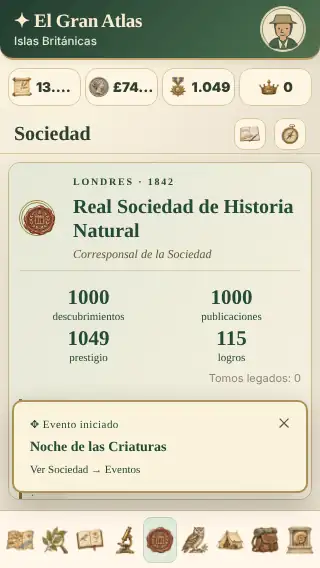 ✦ El Gran Atlas
Islas Británicas
13.... £74... 1.049 0
Sociedad
LONDRES · 1842
Real Sociedad de Historia
Natural
Corresponsal de la Sociedad
1000 1000
descubrimientos publicaciones
1049 115
prestigio logros
Tomos legados: 0
✥ Evento iniciado ×
Noche de las Criaturas
Ver Sociedad → Eventos